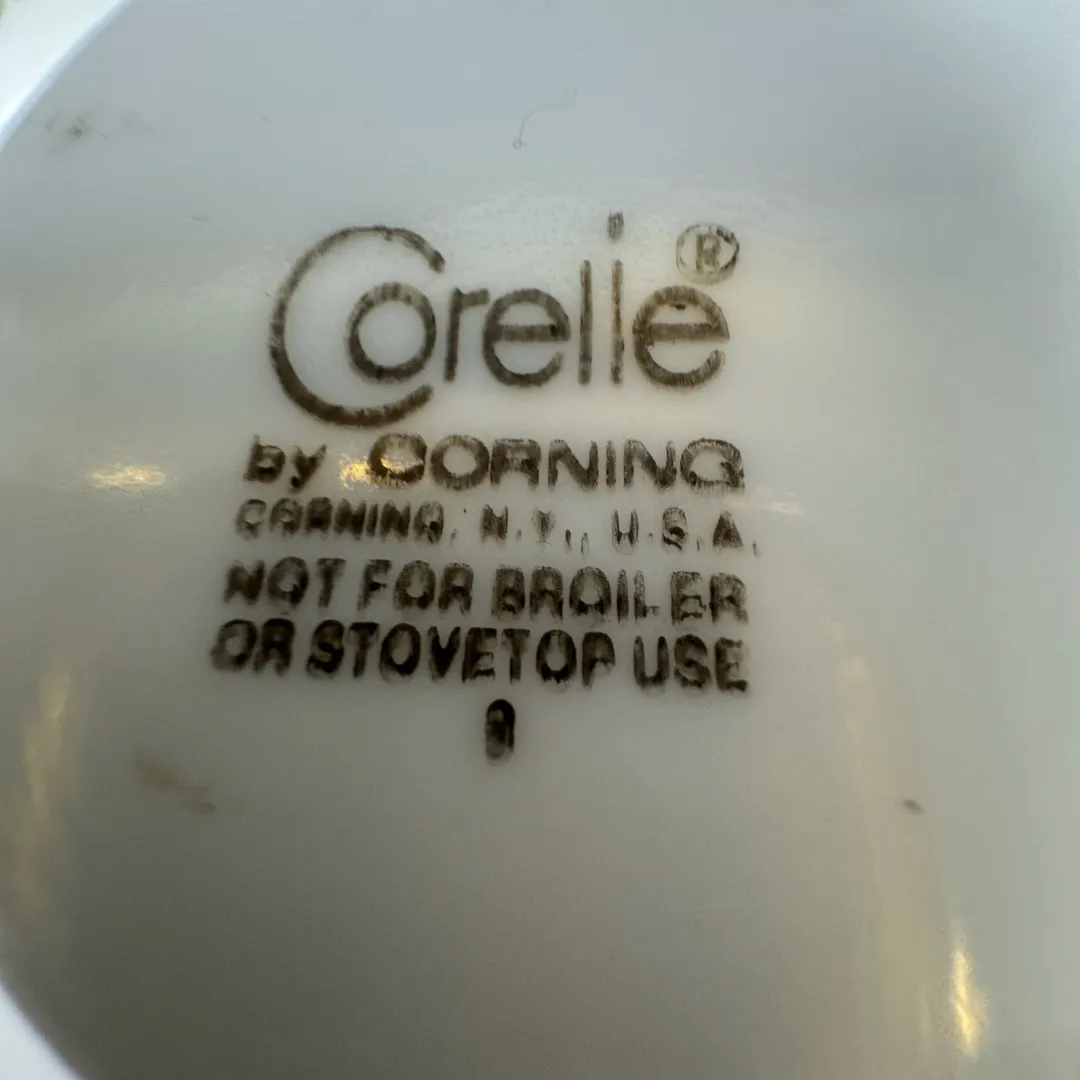 Corelle®
by CORNING
CORNING, N.Y., U.S.A.
NOT FOR BROILER
OR STOVETOP USE